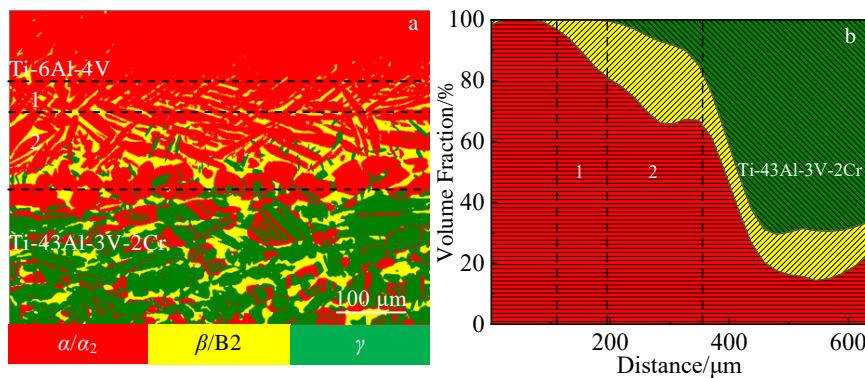 a
Ti-6Al-4V
1
2
Ti-43Al-3V-2Cr
100 μm
α/α₂
β/B2
γ
b
Volume Fraction/%
100
80
60
40
20
0
1
2
Ti-43Al-3V-2Cr
200
400
600
Distance/μm